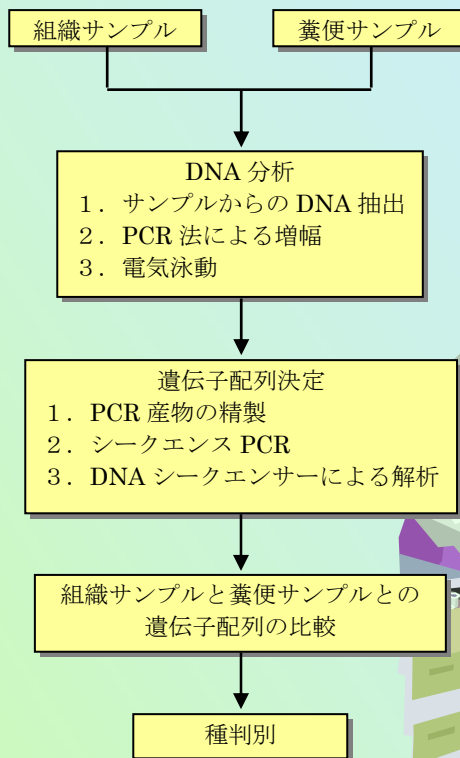 組織サンプル
糞便サンプル
DNA 分析
１．サンプルからの DNA 抽出
２．PCR 法による増幅
３．電気泳動
遺伝子配列決定
１．PCR 産物の精製
２．シークエンス PCR
３．DNA シークエンサーによる解析
組織サンプルと糞便サンプルとの
遺伝子配列の比較
種判別